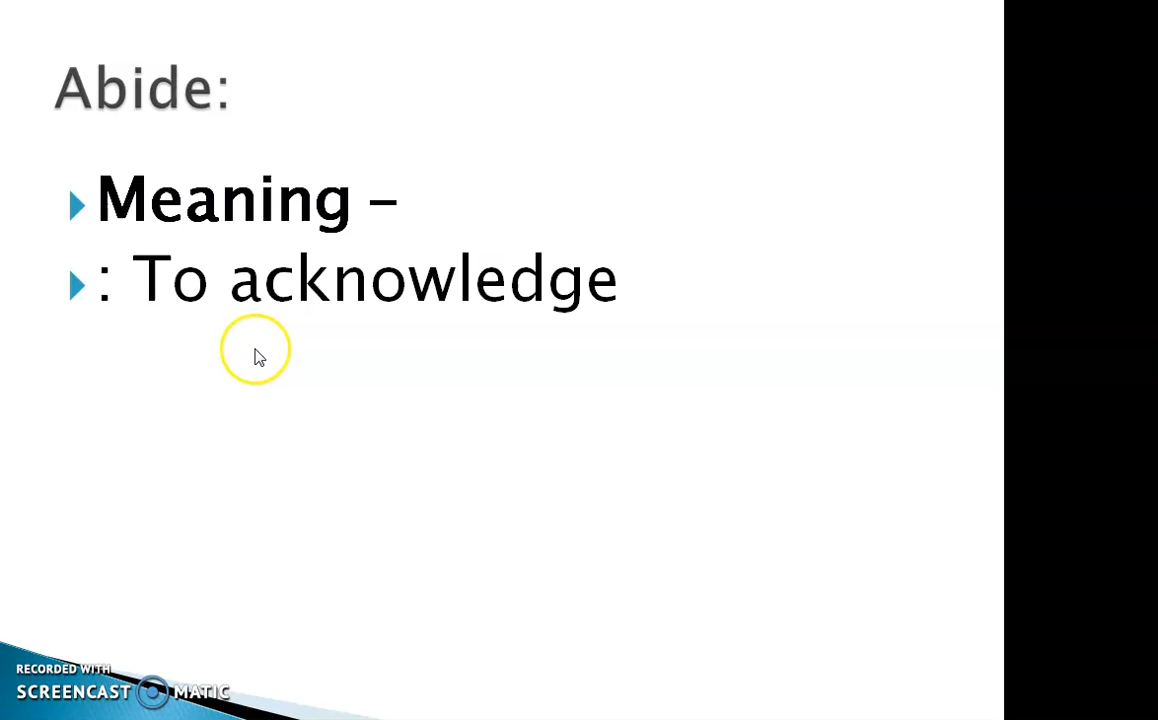 Abide:
Meaning –
: To acknowledge
RECORDED WITH
SCREENCAST MATIC